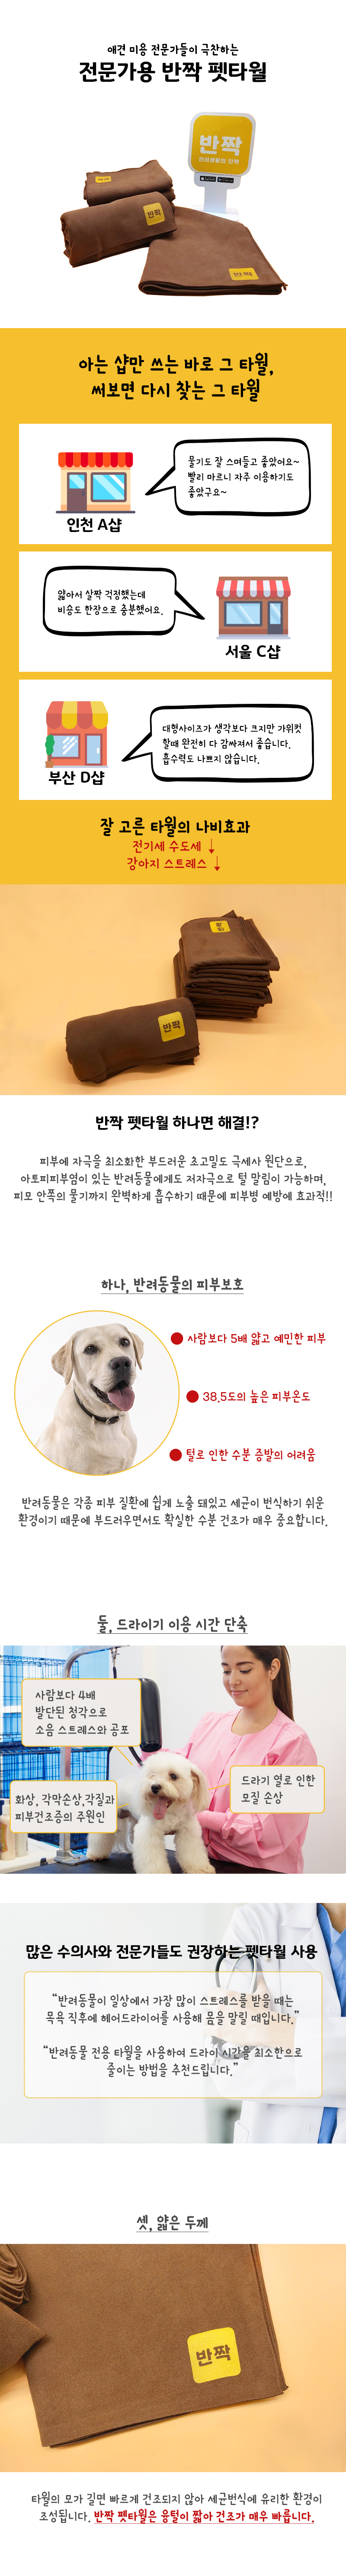 애견 미용 전문가들이 극찬하는
전문가용 반짝 펫타월
반짝
반짝
아는 샵만 쓰는 바로 그 타월,
써보면 다시 찾는 그 타월
물기도 잘 스며들고 좋았어요~
빨리 마르니 자주 이용하기도
좋았구요~
인천 A샵
얇아서 살짝 걱정했는데
비숑도 한장으로 충분했어요.
서울 C샵
대형사이즈가 생각보다 크지만 가위컷
할때 완전히 다 감싸져서 좋습니다.
흡수력도 나쁘지 않습니다.
부산 D샵
잘 고른 타월의 나비효과
전기세 수도세 ↓
강아지 스트레스 ↓
반짝
반짝 펫타월 하나면 해결!?
피부에 자극을 최소화한 부드러운 초고밀도 극세사 원단으로,
아토피피부염이 있는 반려동물에게도 저자극으로 털 말림이 가능하며,
피모 안쪽의 물기까지 완벽하게 흡수하기 때문에 피부병 예방에 효과적!!
하나, 반려동물의 피부보호
사람보다 5배 얇고 예민한 피부
38.5도의 높은 피부온도
털로 인한 수분 증발의 어려움
반려동물은 각종 피부 질환에 쉽게 노출 돼있고 세균이 번식하기 쉬운
환경이기 때문에 부드러우면서도 확실한 수분 건조가 매우 중요합니다.
둘, 드라이기 이용 시간 단축
사람보다 4배
발단된 청각으로
소음 스트레스와 공포
드라기 열로 인한
모질 손상
화상, 각막손상,각질과
피부건조증의 주원인
많은 수의사와 전문가들도 권장하는 펫타월 사용
“반려동물이 일상에서 가장 많이 스트레스를 받을 때는
목욕 직후에 헤어드라이어를 사용해 몸을 말릴 때입니다.”
“반려동물 전용 타월을 사용하여 드라이 시간을 최소한으로
줄이는 방법을 추천드립니다.”
셋, 얇은 두께
반짝
타월의 모가 길면 빠르게 건조되지 않아 세균번식에 유리한 환경이
조성됩니다. 반짝 펫타월은 융털이 짧아 건조가 매우 빠릅니다.